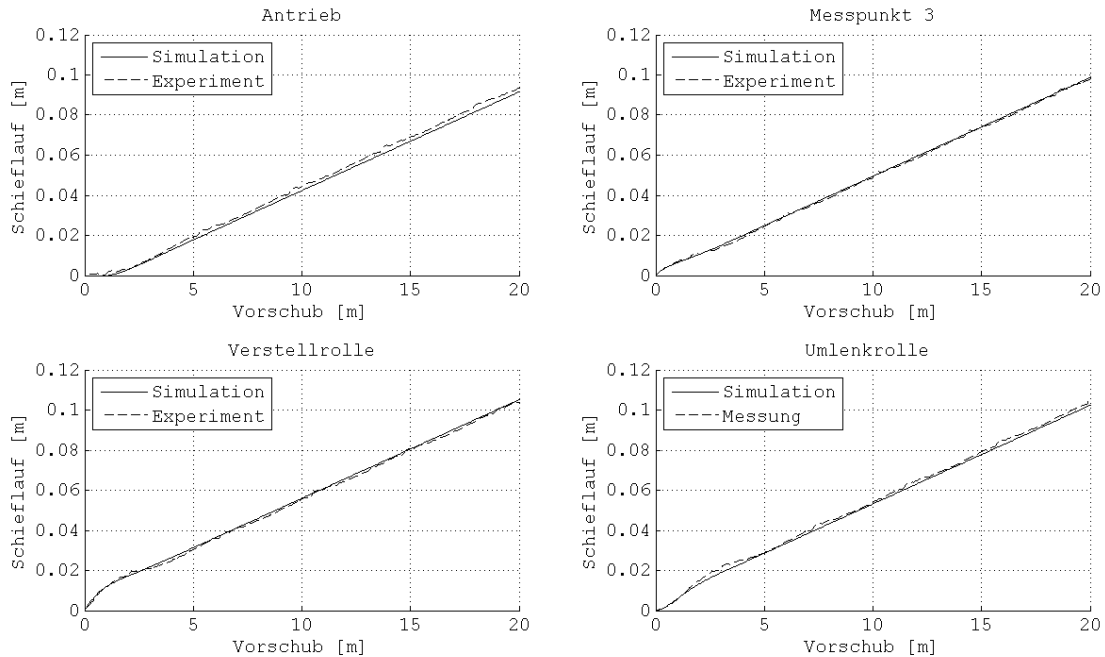 Antrieb
0.12
0.1
0.08
0.06
0.04
0.02
0
Schieflauf [m]
Simulation
Experiment
0 5 10 15 20
Vorschub [m]
Messpunkt 3
0.12
0.1
0.08
0.06
0.04
0.02
0
Schieflauf [m]
Simulation
Experiment
0 5 10 15 20
Vorschub [m]
Verstellrolle
0.12
0.1
0.08
0.06
0.04
0.02
0
Schieflauf [m]
Simulation
Experiment
0 5 10 15 20
Vorschub [m]
Umlenkrolle
0.12
0.1
0.08
0.06
0.04
0.02
0
Schieflauf [m]
Simulation
Messung
0 5 10 15 20
Vorschub [m]